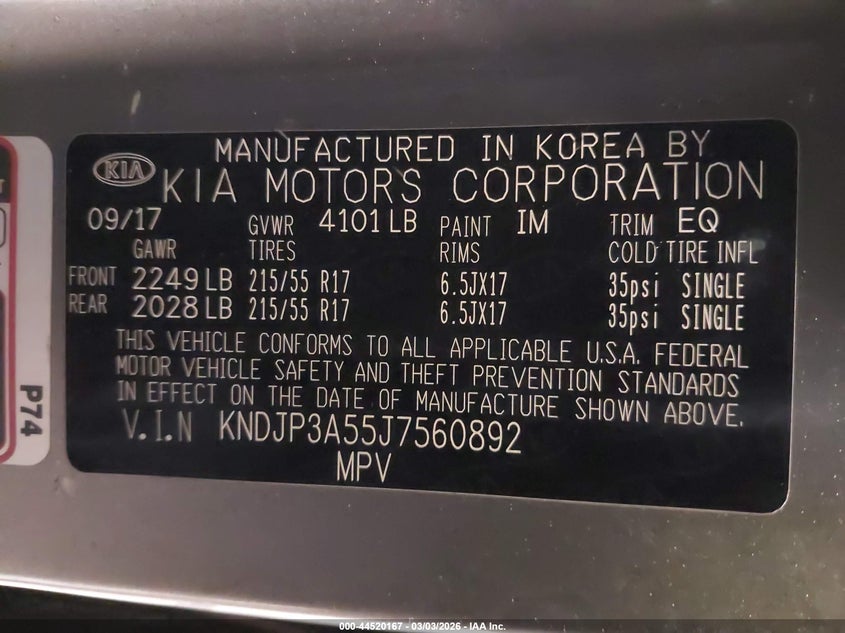 MANUFACTURED IN KOREA BY
KIA KIA MOTORS CORPORATION
09/17 GVWR 4101 LB PAINT IM TRIM EQ
GAWR TIRES RIMS COLD TIRE INFL
FRONT 2249 LB 215/55 R17 6.5JX17 35psi SINGLE
REAR 2028 LB 215/55 R17 6.5JX17 35psi SINGLE
THIS VEHICLE CONFORMS TO ALL APPLICABLE U.S.A. FEDERAL
MOTOR VEHICLE SAFETY AND THEFT PREVENTION STANDARDS
IN EFFECT ON THE DATE OF MANUFACTURE SHOWN ABOVE.
V.I.N KNDJP3A55J7560892
MPV
P74
000-44520167 - 03/03/2026 - IAA Inc.